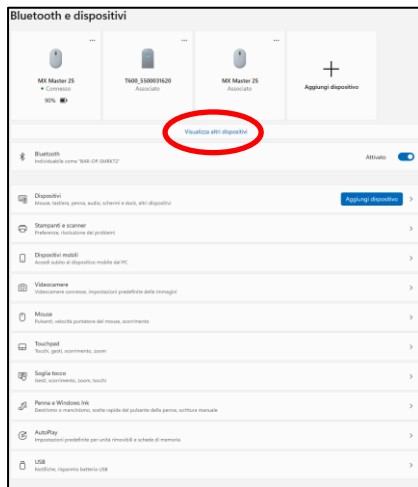 Bluetooth e dispositivi
MX Master 2S
Connesso
90%
T600_5500031620
Associato
MX Master 2S
Associato
Aggiungi dispositivo
Visualizza altri dispositivi
Bluetooth
Individuabile come "BAR-DF-5MRKT2"
Attivato
Dispositivi
Mouse, tastiere, penna, audio, schermi e dock, altri dispositivi
Aggiungi dispositivo
Stampanti e scanner
Preferenze, risoluzione dei problemi
Dispositivi mobili
Accedi subito al dispositivo mobile dal PC
Videocamere
Videocamere connesse, impostazioni predefinite delle immagini
Mouse
Pulsanti, velocità puntatore del mouse, scorrimento
Touchpad
Tocchi, gesti, scorrimento, zoom
Soglia tocco
Gesti, scorrimento, zoom, tocchi
Penna e Windows Ink
Destrimo o mancinismo, scelte rapide del pulsante della penna, scrittura manuale
AutoPlay
Impostazioni predefinite per unità rimovibili e schede di memoria
USB
Notifiche, risparmio batteria USB